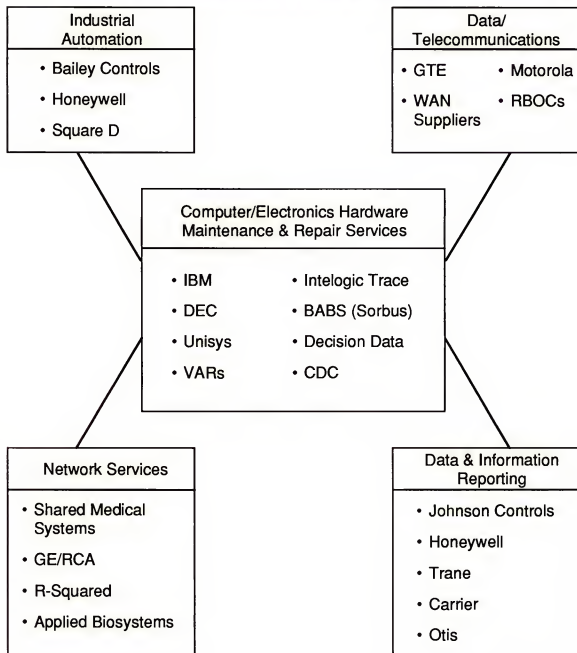 Industrial
Automation
• Bailey Controls
• Honeywell
• Square D
Data/
Telecommunications
• GTE
• Motorola
• WAN
Suppliers
• RBOCs
Computer/Electronics Hardware
Maintenance & Repair Services
• IBM
• DEC
• Unisys
• VARs
• Intelogic Trace
• BABS (Sorbus)
• Decision Data
• CDC
Network Services
• Shared Medical
Systems
• GE/RCA
• R-Squared
• Applied Biosystems
Data & Information
Reporting
• Johnson Controls
• Honeywell
• Trane
• Carrier
• Otis